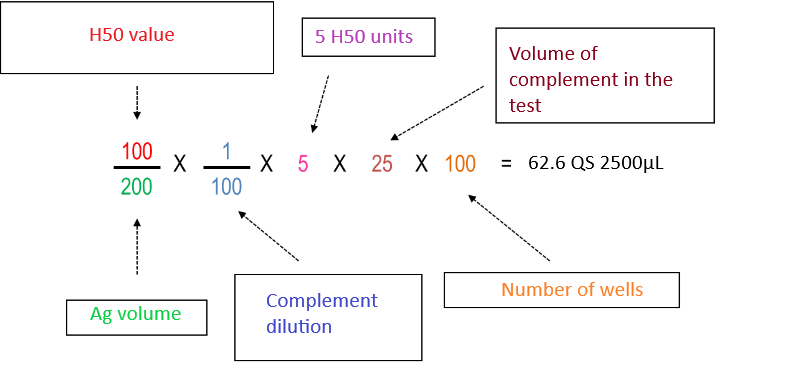 H50 value
5 H50 units
Volume of
complement in the
test
100 1
X X 5 X 25 X 100 = 62.6 QS 2500µL
200 100
Ag volume
Complement
dilution
Number of wells